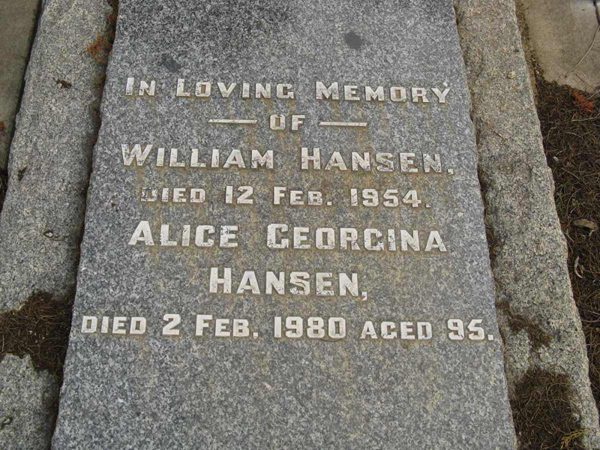 In Loving Memory
— OF —
William Hansen.
DIED 12 Feb. 1954.
Alice Georgina
Hansen,
DIED 2 Feb. 1980 AGED 95.